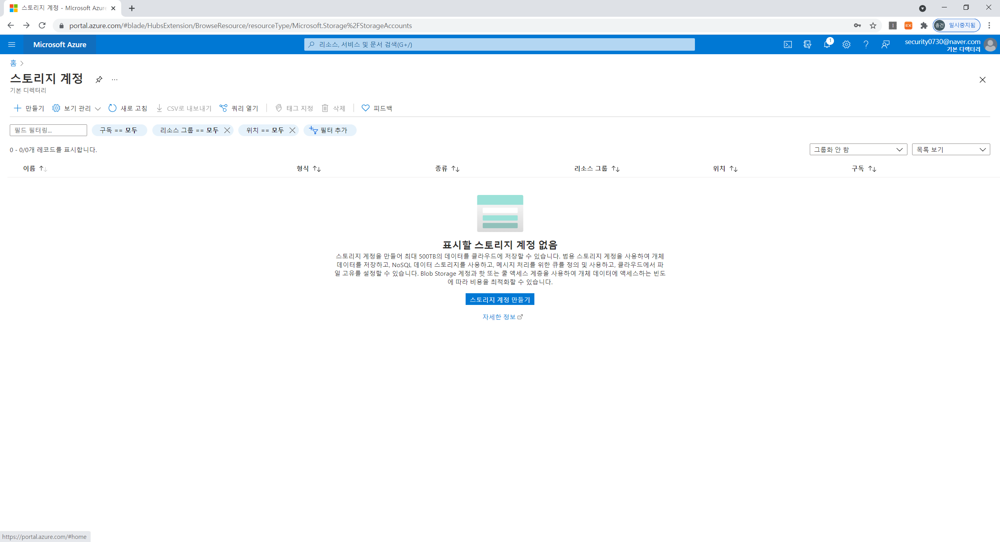 스토리지 계정 - Microsoft Azure
portal.azure.com/#blade/HubsExtension/BrowseResource/resourceType/Microsoft.Storage%2FStorageAccounts
EX
충건 일시중지됨
Microsoft Azure
리소스, 서비스 및 문서 검색(G+/)
1
security0730@naver.com
기본 디렉터리
홈
스토리지 계정
기본 디렉터리
만들기 보기 관리 새로 고침 CSV로 내보내기 쿼리 열기 태그 지정 삭제 피드백
필드 필터링... 구독 == 모두 리소스 그룹 == 모두 위치 == 모두 필터 추가
0 - 0/0개 레코드를 표시합니다. 그룹화 안 함 목록 보기
이름 형식 종류 리소스 그룹 위치 구독
표시할 스토리지 계정 없음
스토리지 계정을 만들어 최대 500TB의 데이터를 클라우드에 저장할 수 있습니다. 범용 스토리지 계정을 사용하여 개체
데이터를 저장하고, NoSQL 데이터 스토리지를 사용하고, 메시지 처리를 위한 큐를 정의 및 사용하고, 클라우드에서 파
일 고유를 설정할 수 있습니다. Blob Storage 계정과 핫 또는 쿨 액세스 계층을 사용하여 개체 데이터에 액세스하는 빈도
에 따라 비용을 최적화할 수 있습니다.
스토리지 계정 만들기
자세한 정보
https://portal.azure.com/#home